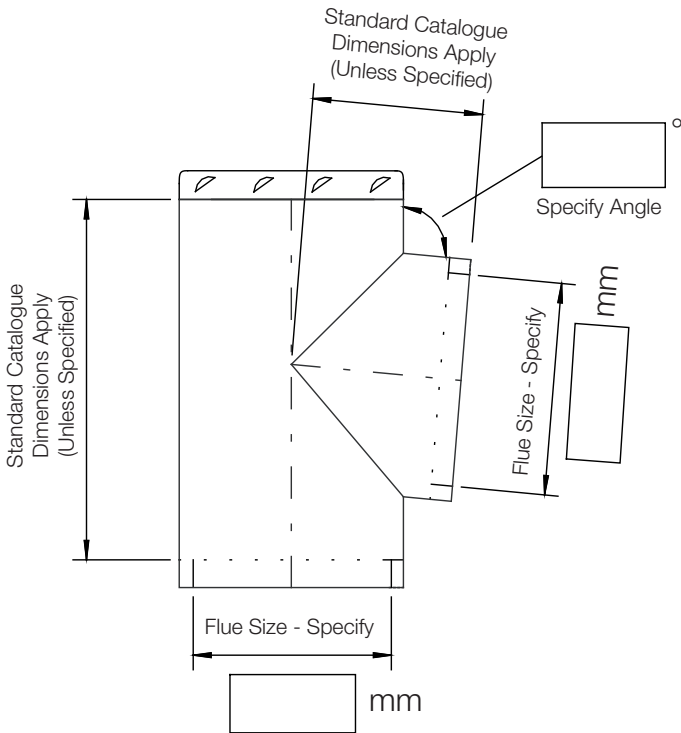 Standard Catalogue
Dimensions Apply
(Unless Specified)
°
Specify Angle
Standard Catalogue
Dimensions Apply
(Unless Specified)
Flue Size - Specify
mm
Flue Size - Specify
mm